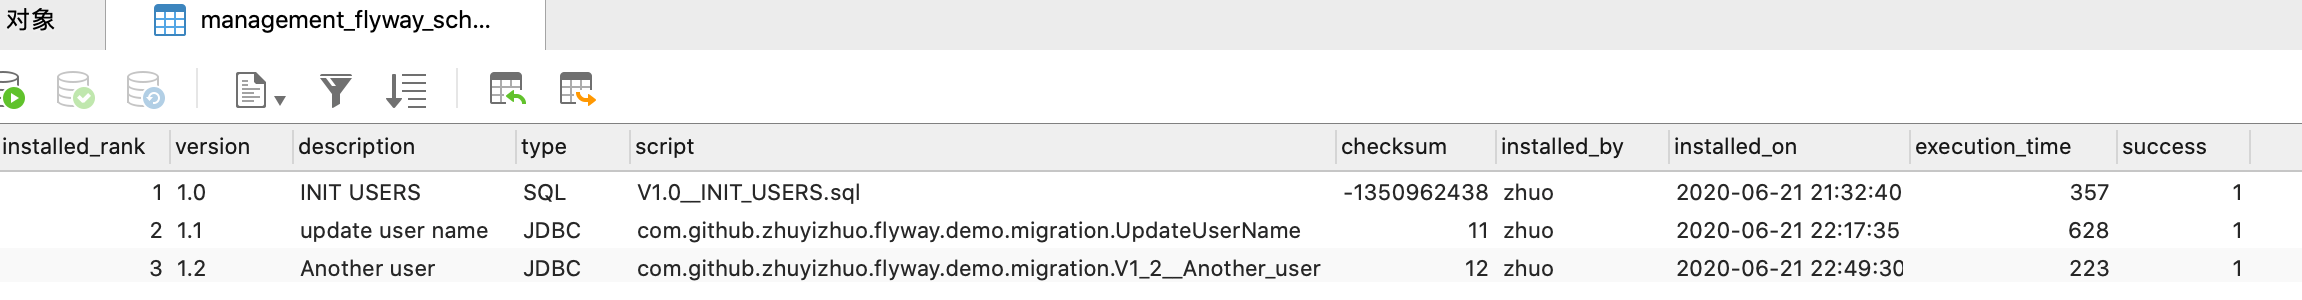 对象 management_flyway_sch...
installed_rank version description type script checksum installed_by installed_on execution_time success
1 1.0 INIT USERS SQL V1.0__INIT_USERS.sql -1350962438 zhuo 2020-06-21 21:32:40 357 1
2 1.1 update user name JDBC com.github.zhuyizhuo.flyway.demo.migration.UpdateUserName 11 zhuo 2020-06-21 22:17:35 628 1
3 1.2 Another user JDBC com.github.zhuyizhuo.flyway.demo.migration.V1_2__Another_user 12 zhuo 2020-06-21 22:49:30 223 1